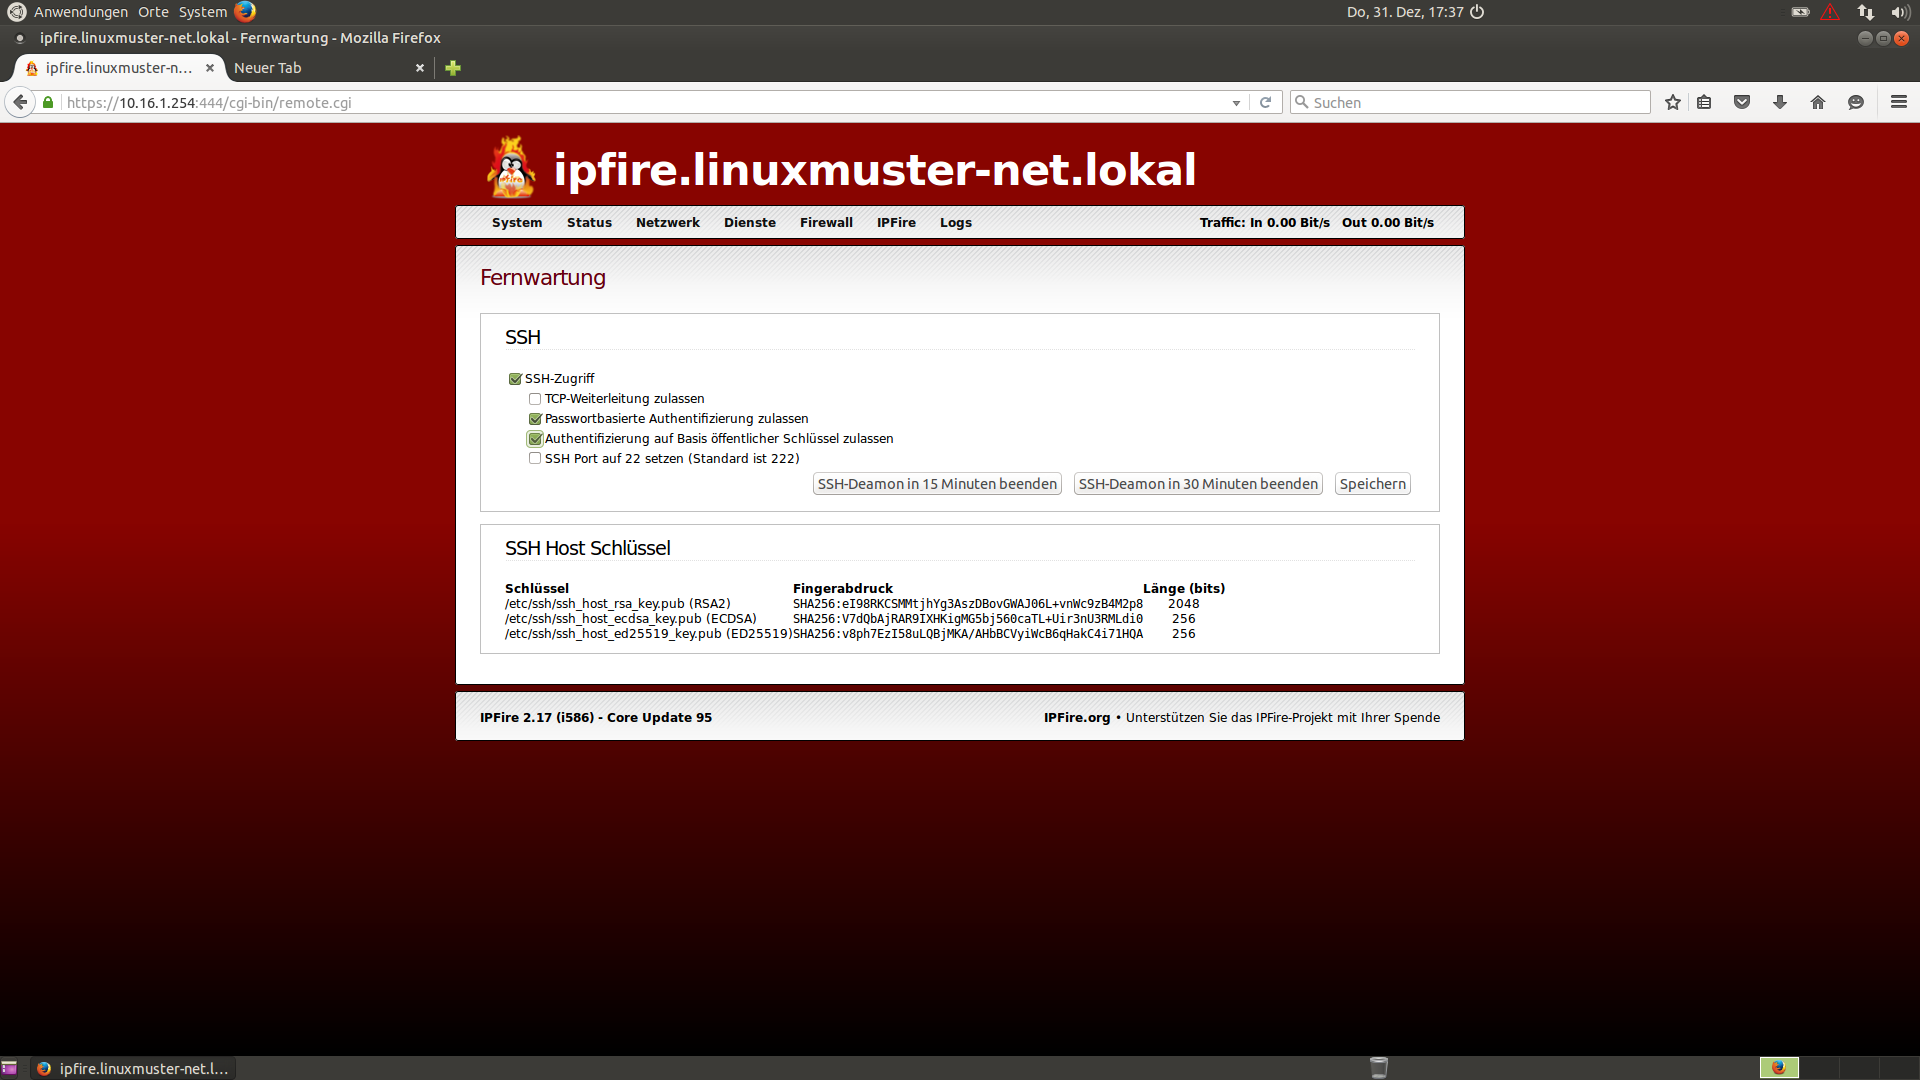 Anwendungen Orte System Do, 31. Dez, 17:37
ipfire.linuxmuster-net.lokal - Fernwartung - Mozilla Firefox
ipfire.linuxmuster-n... Neuer Tab
https://10.16.1.254:444/cgi-bin/remote.cgi Suchen
ipfire.linuxmuster-net.lokal
System Status Netzwerk Dienste Firewall IPFire Logs Traffic: In 0.00 Bit/s Out 0.00 Bit/s
Fernwartung
SSH
SSH-Zugriff
TCP-Weiterleitung zulassen
Passwortbasierte Authentifizierung zulassen
Authentifizierung auf Basis öffentlicher Schlüssel zulassen
SSH Port auf 22 setzen (Standard ist 222)
SSH-Deamon in 15 Minuten beenden SSH-Deamon in 30 Minuten beenden Speichern
SSH Host Schlüssel
Schlüssel Fingerabdruck Länge (bits)
/etc/ssh/ssh_host_rsa_key.pub (RSA2) SHA256:eI98RKCSMMtjhYg3AszDBovGWAJ06L+vnWc9zB4M2p8 2048
/etc/ssh/ssh_host_ecdsa_key.pub (ECDSA) SHA256:V7dQbAjRAR9IXHKigMG5bj560caTL+Uir3nU3RMLdi0 256
/etc/ssh/ssh_host_ed25519_key.pub (ED25519) SHA256:v8ph7EzI58uLQBjMKA/AHbBCVyiWcB6qHakC4i71HQA 256
IPFire 2.17 (i586) - Core Update 95 IPFire.org • Unterstützen Sie das IPFire-Projekt mit Ihrer Spende
ipfire.linuxmuster-net.l...